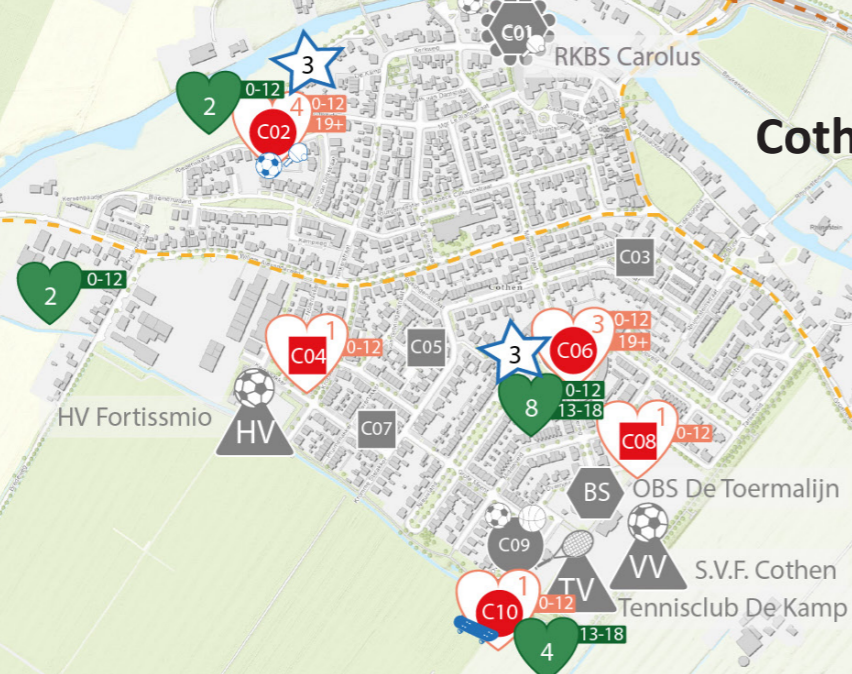 C01
RKBS Carolus
3
2
0-12
4
0-12
19+
C02
Coth
2
0-12
C03
Cothen
1
C04
0-12
C05
3
3
0-12
19+
C06
8
0-12
13-18
1
0-12
C08
HV Fortissmio
HV
C07
BS
OBS De Toermalijn
C09
VV
S.V.F. Cothen
TV
Tennisclub De Kamp
1
0-12
C10
4
13-18